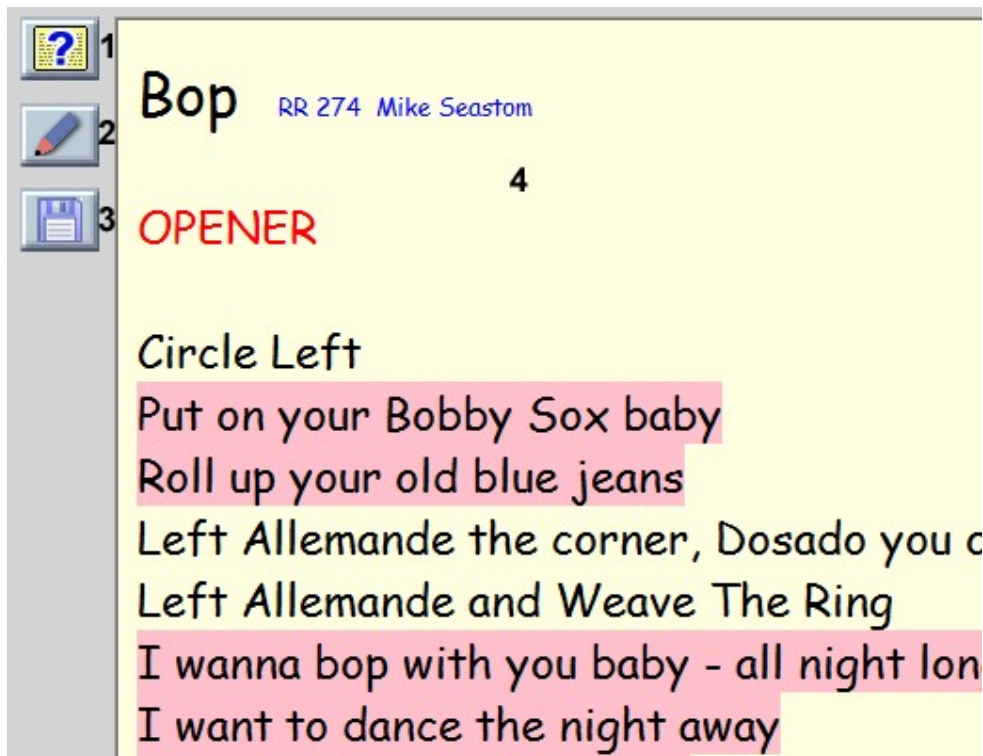 ?
1
Bop RR 274 Mike Seastom
2
4
3
OPENER
Circle Left
Put on your Bobby Sox baby
Roll up your old blue jeans
Left Allemande the corner, Dosado you
Left Allemande and Weave The Ring
I wanna bop with you baby - all night
I want to dance the night away